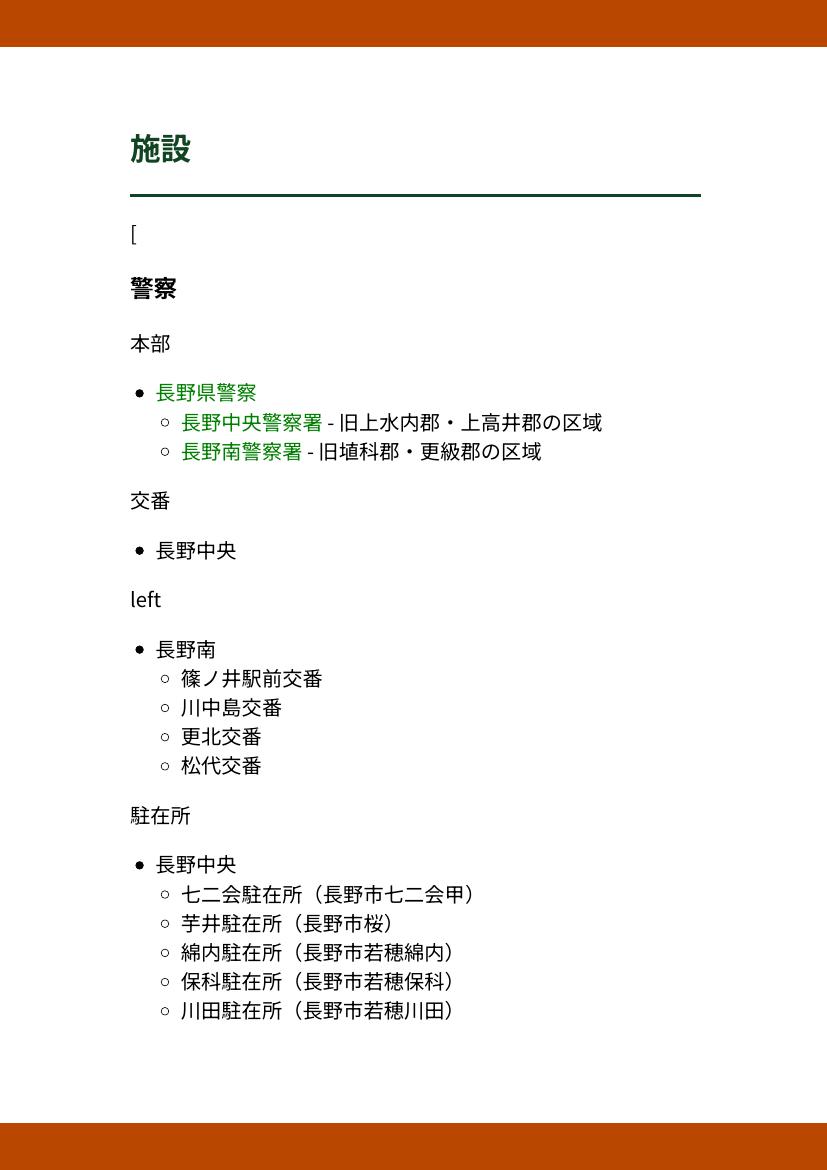 施設
[
警察
本部
• 長野県警察
◦ 長野中央警察署 - 旧上水内郡・上高井郡の区域
◦ 長野南警察署 - 旧埴科郡・更級郡の区域
交番
• 長野中央
left
• 長野南
◦ 篠ノ井駅前交番
◦ 川中島交番
◦ 更北交番
◦ 松代交番
駐在所
• 長野中央
◦ 七二会駐在所（長野市七二会甲）
◦ 芋井駐在所（長野市桜）
◦ 綿内駐在所（長野市若穂綿内）
◦ 保科駐在所（長野市若穂保科）
◦ 川田駐在所（長野市若穂川田）